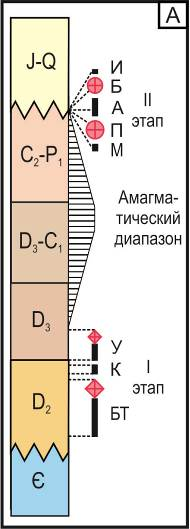 А
J-Q
C₂-P₁
D₃-C₁
D₃
D₂
Є
И
Б
А
П
М
II
этап
Амагма-
тический
диапазон
У
К
БТ
I
этап